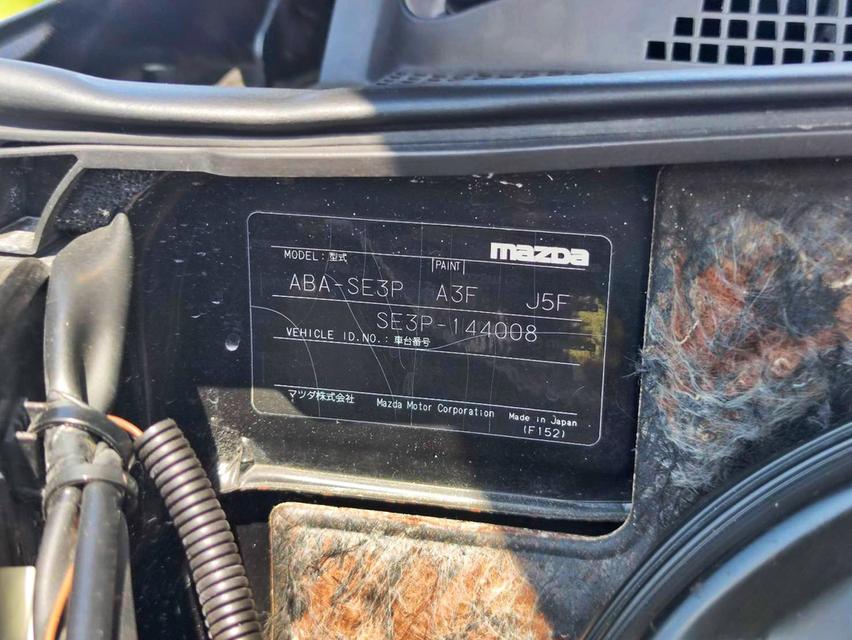 mazda
MODEL: 型式 PAINT
ABA-SE3P A3F J5F
SE3P-144008
VEHICLE ID.NO.: 車台番号
マツダ株式会社 Mazda Motor Corporation Made in Japan
(F152)